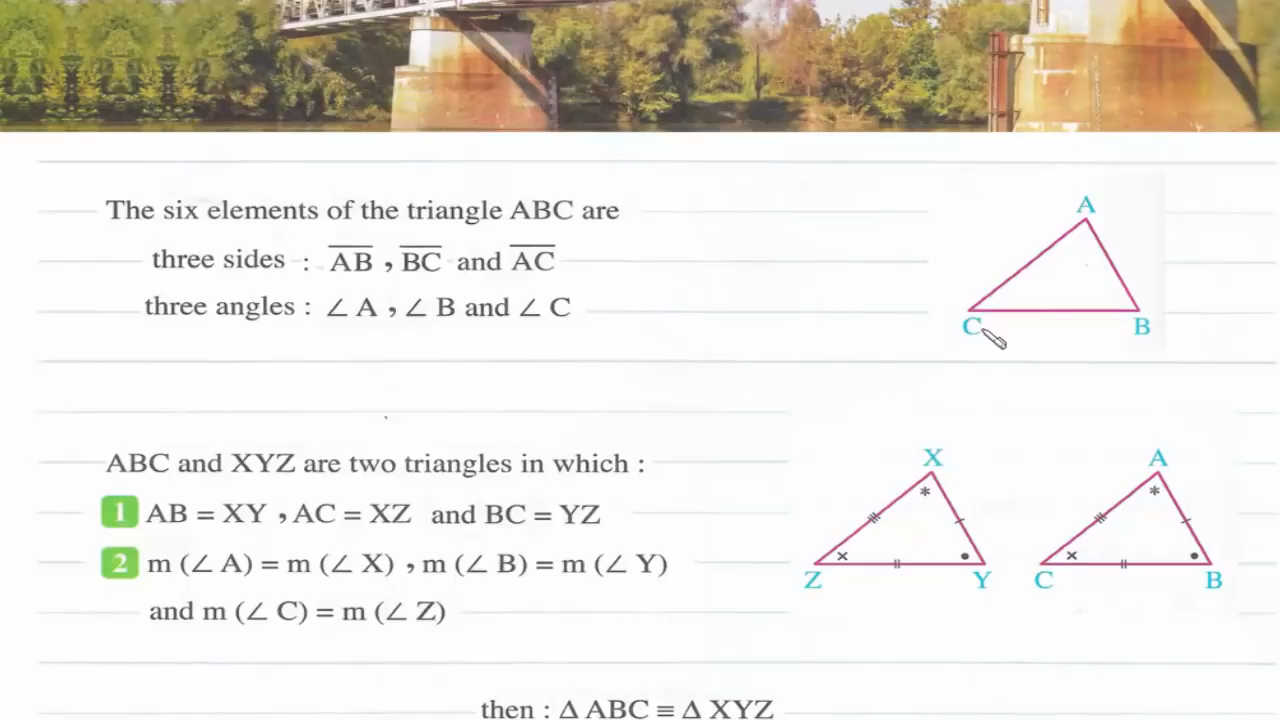 The six elements of the triangle ABC are
three sides : AB , BC and AC
three angles : ∠ A , ∠ B and ∠ C
A
C
B
ABC and XYZ are two triangles in which :
1 AB = XY , AC = XZ and BC = YZ
2 m (∠ A) = m (∠ X) , m (∠ B) = m (∠ Y)
and m (∠ C) = m (∠ Z)
X
Z
Y
A
C
B
then : Δ ABC ≡ Δ XYZ